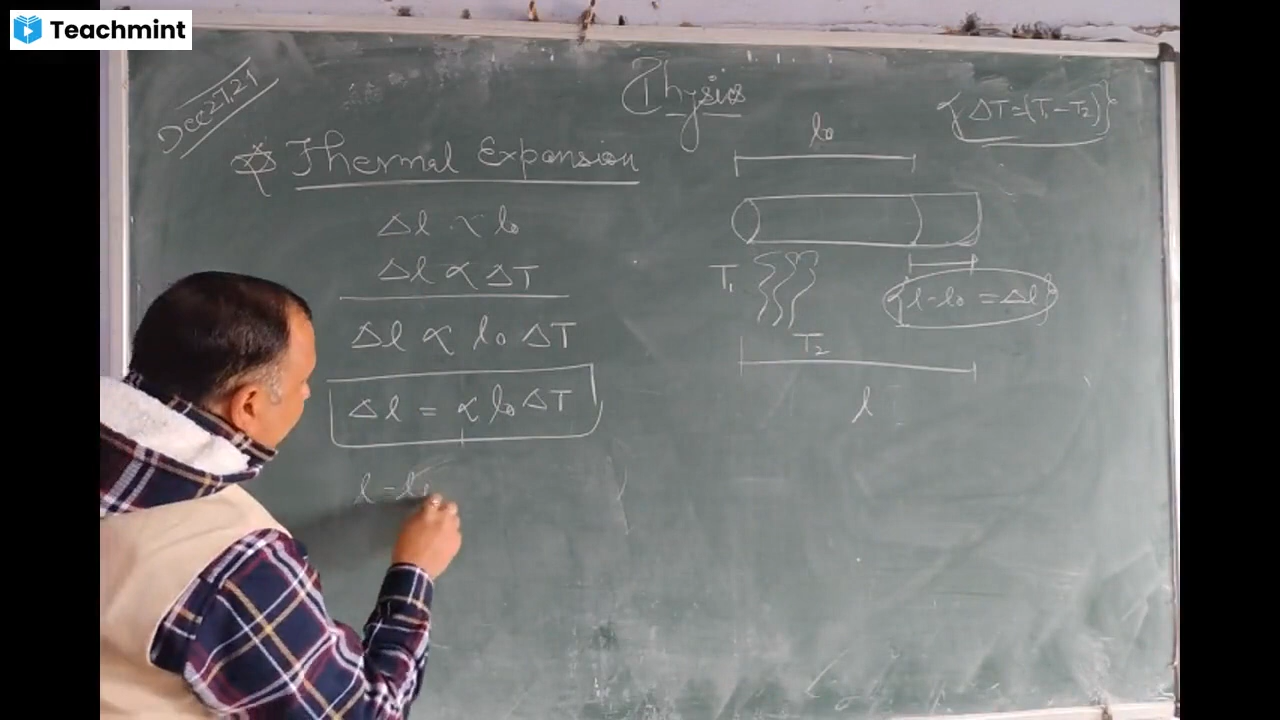 Teachmint
Dec 27, 21
Physics
{ΔT = (T₁ - T₂)}
Thermal Expansion
l₀
Δl ∝ l₀
Δl ∝ ΔT
Δl ∝ l₀ ΔT
Δl = ∝ l₀ ΔT
l - l₀
T₁
{l - l₀ = Δl}
T₂
l